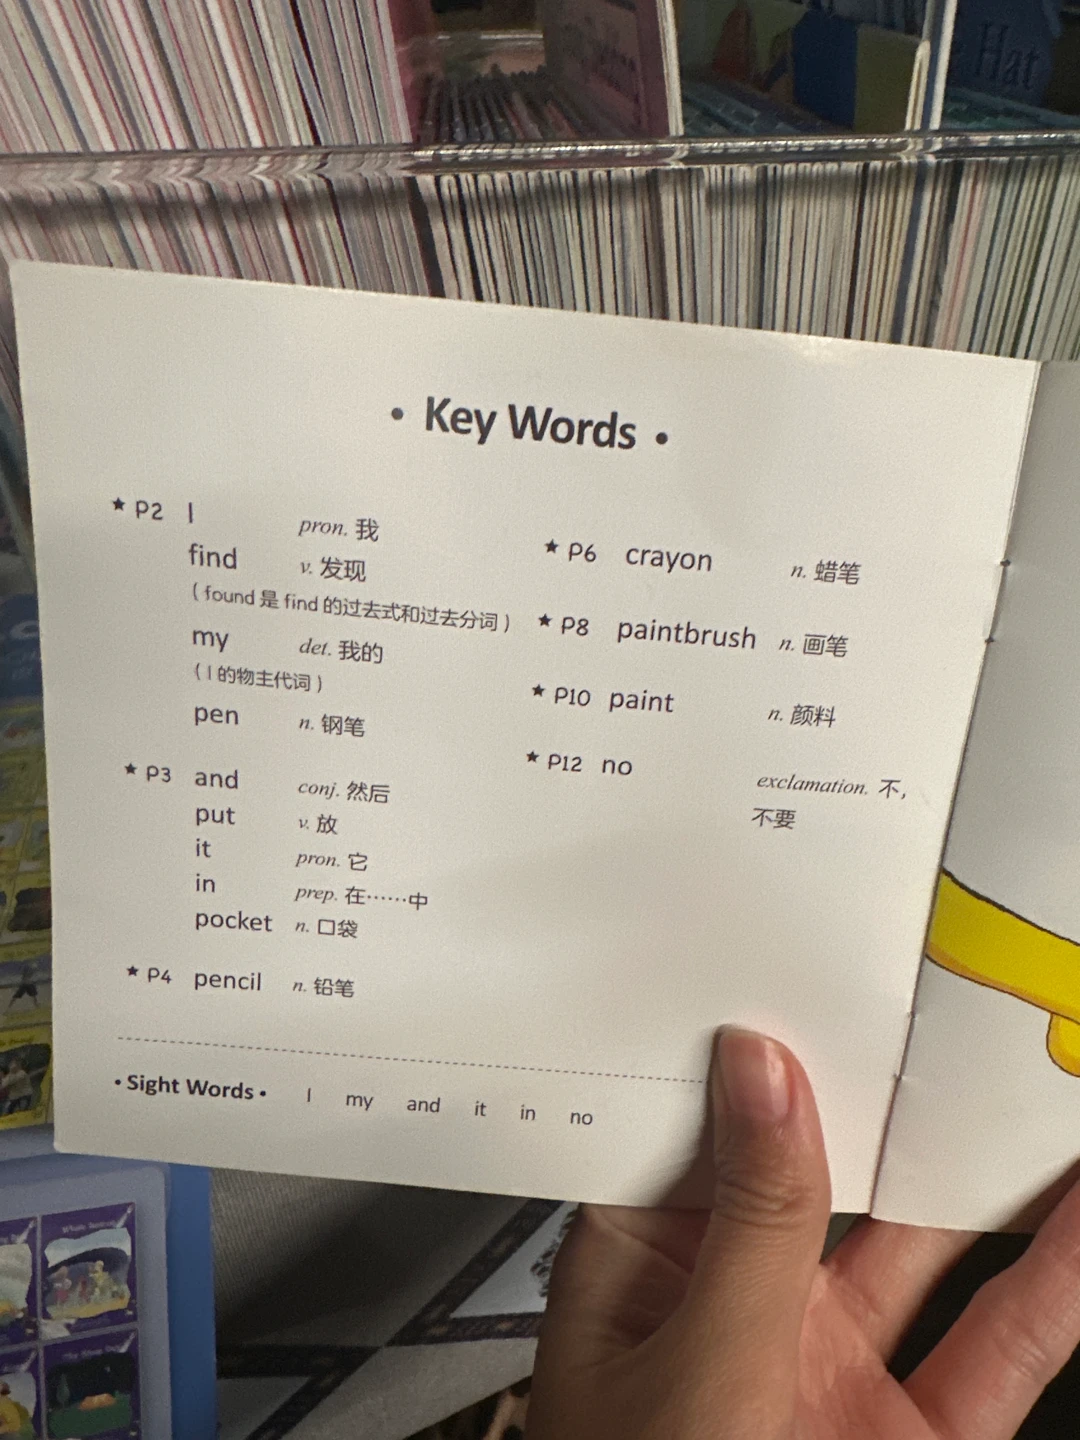 Hat
• Key Words •
★ P2 I pron. 我
find v. 发现
( found 是 find 的过去式和过去分词 )
my det. 我的
( I 的物主代词 )
pen n. 钢笔
★ P3 and conj. 然后
put v. 放
it pron. 它
in prep. 在……中
pocket n. 口袋
★ P4 pencil n. 铅笔
★ P6 crayon n. 蜡笔
★ P8 paintbrush n. 画笔
★ P10 paint n. 颜料
★ P12 no exclamation. 不，
不要
• Sight Words • I my and it in no